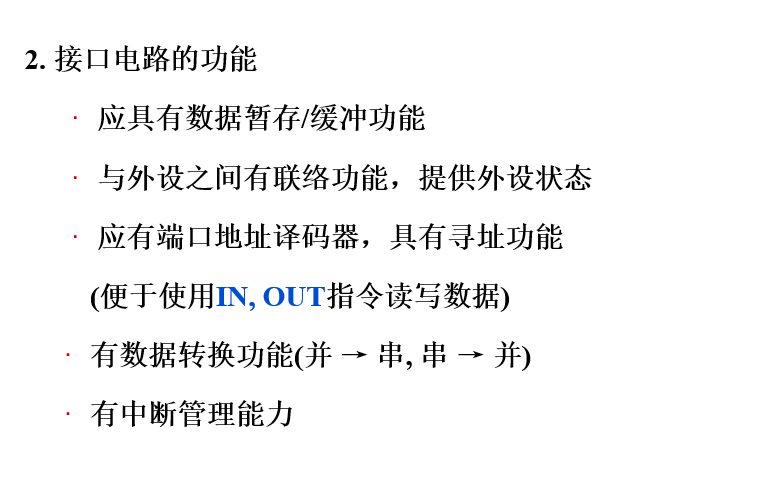 2. 接口电路的功能
· 应具有数据暂存/缓冲功能
· 与外设之间有联络功能，提供外设状态
· 应有端口地址译码器，具有寻址功能
(便于使用IN, OUT指令读写数据)
· 有数据转换功能(并 → 串, 串 → 并)
· 有中断管理能力